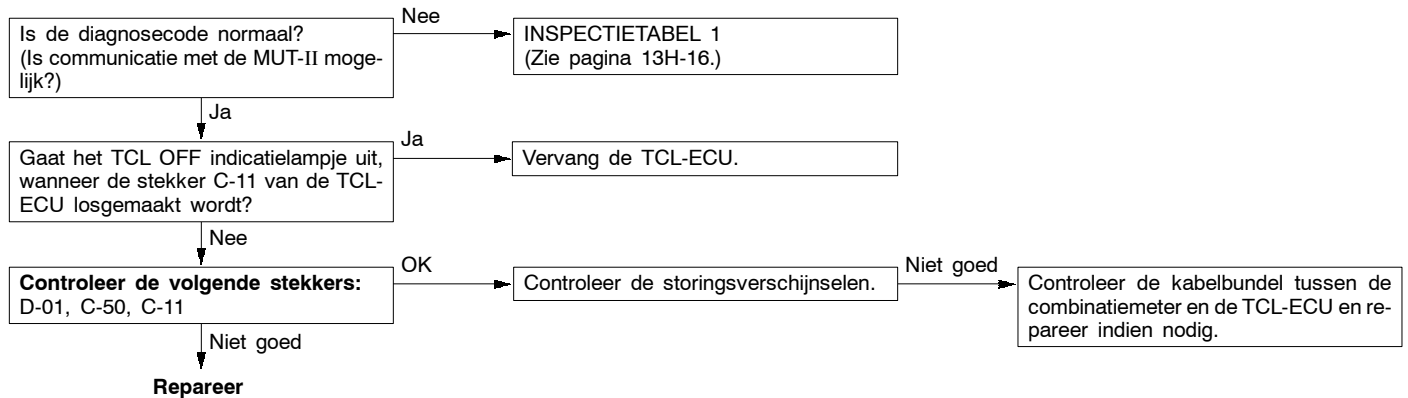 Is de diagnosecode normaal?
(Is communicatie met de MUT-II moge-
lijk?)
Nee
INSPECTIETABEL 1
(Zie pagina 13H-16.)
Ja
Gaat het TCL OFF indicatielampje uit,
wanneer de stekker C-11 van de TCL-
ECU losgemaakt wordt?
Ja
Vervang de TCL-ECU.
Nee
Controleer de volgende stekkers:
D-01, C-50, C-11
OK
Controleer de storingsverschijnselen.
Niet goed
Controleer de kabelbundel tussen de
combinatiemeter en de TCL-ECU en re-
pareer indien nodig.
Niet goed
Repareer